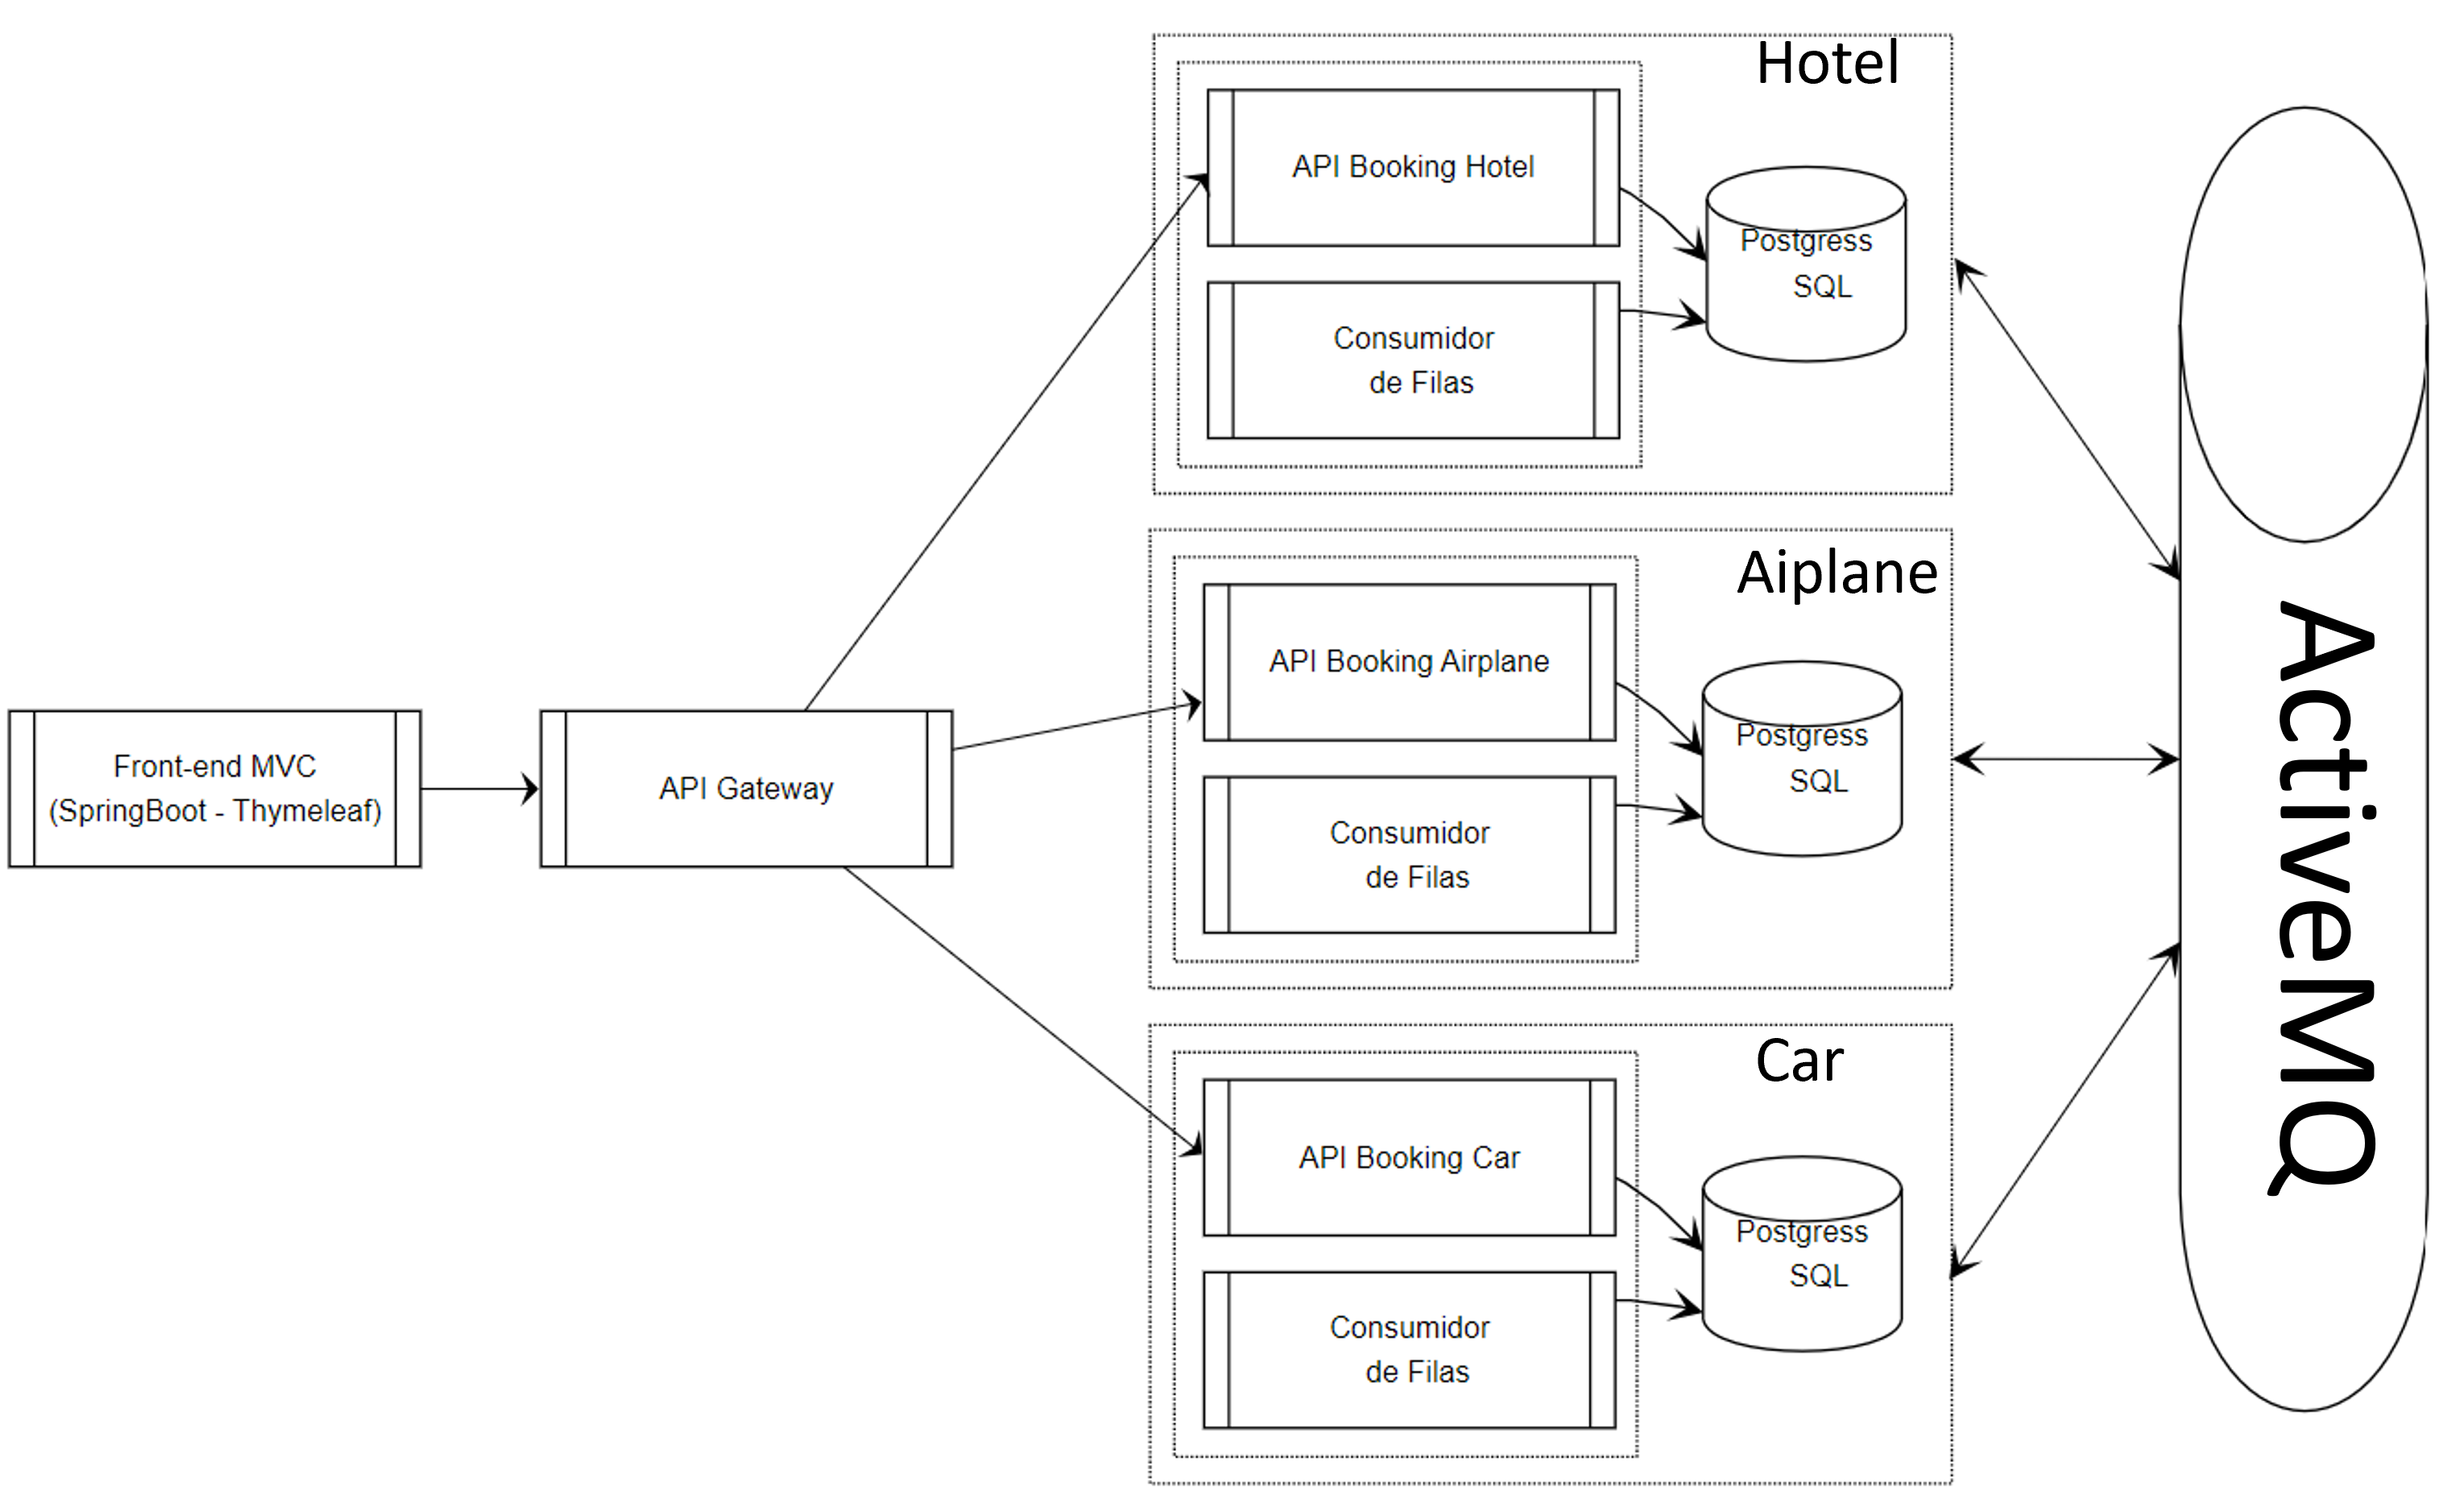 Hotel
API Booking Hotel
Postgress
SQL
Consumidor
de Filas
Aiplane
API Booking Airplane
Postgress
SQL
Consumidor
de Filas
Front-end MVC
(SpringBoot - Thymeleaf)
API Gateway
Car
API Booking Car
Postgress
SQL
Consumidor
de Filas
ActiveMQ